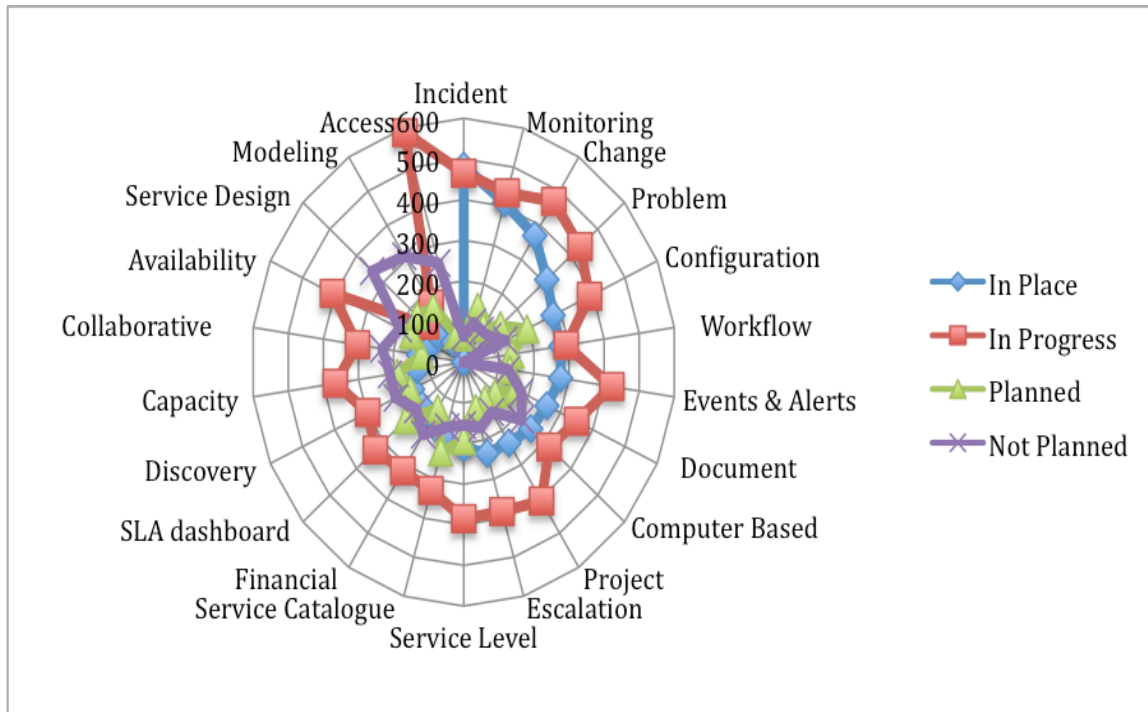 Incident
Monitoring
Change
Problem
Configuration
Workflow
Events & Alerts
Document
Computer Based
Project
Escalation
Service Level
Service Catalogue
Financial
SLA dashboard
Discovery
Capacity
Collaborative
Availability
Service Design
Modeling
Access
600
500
400
300
200
100
0
In Place
In Progress
Planned
Not Planned